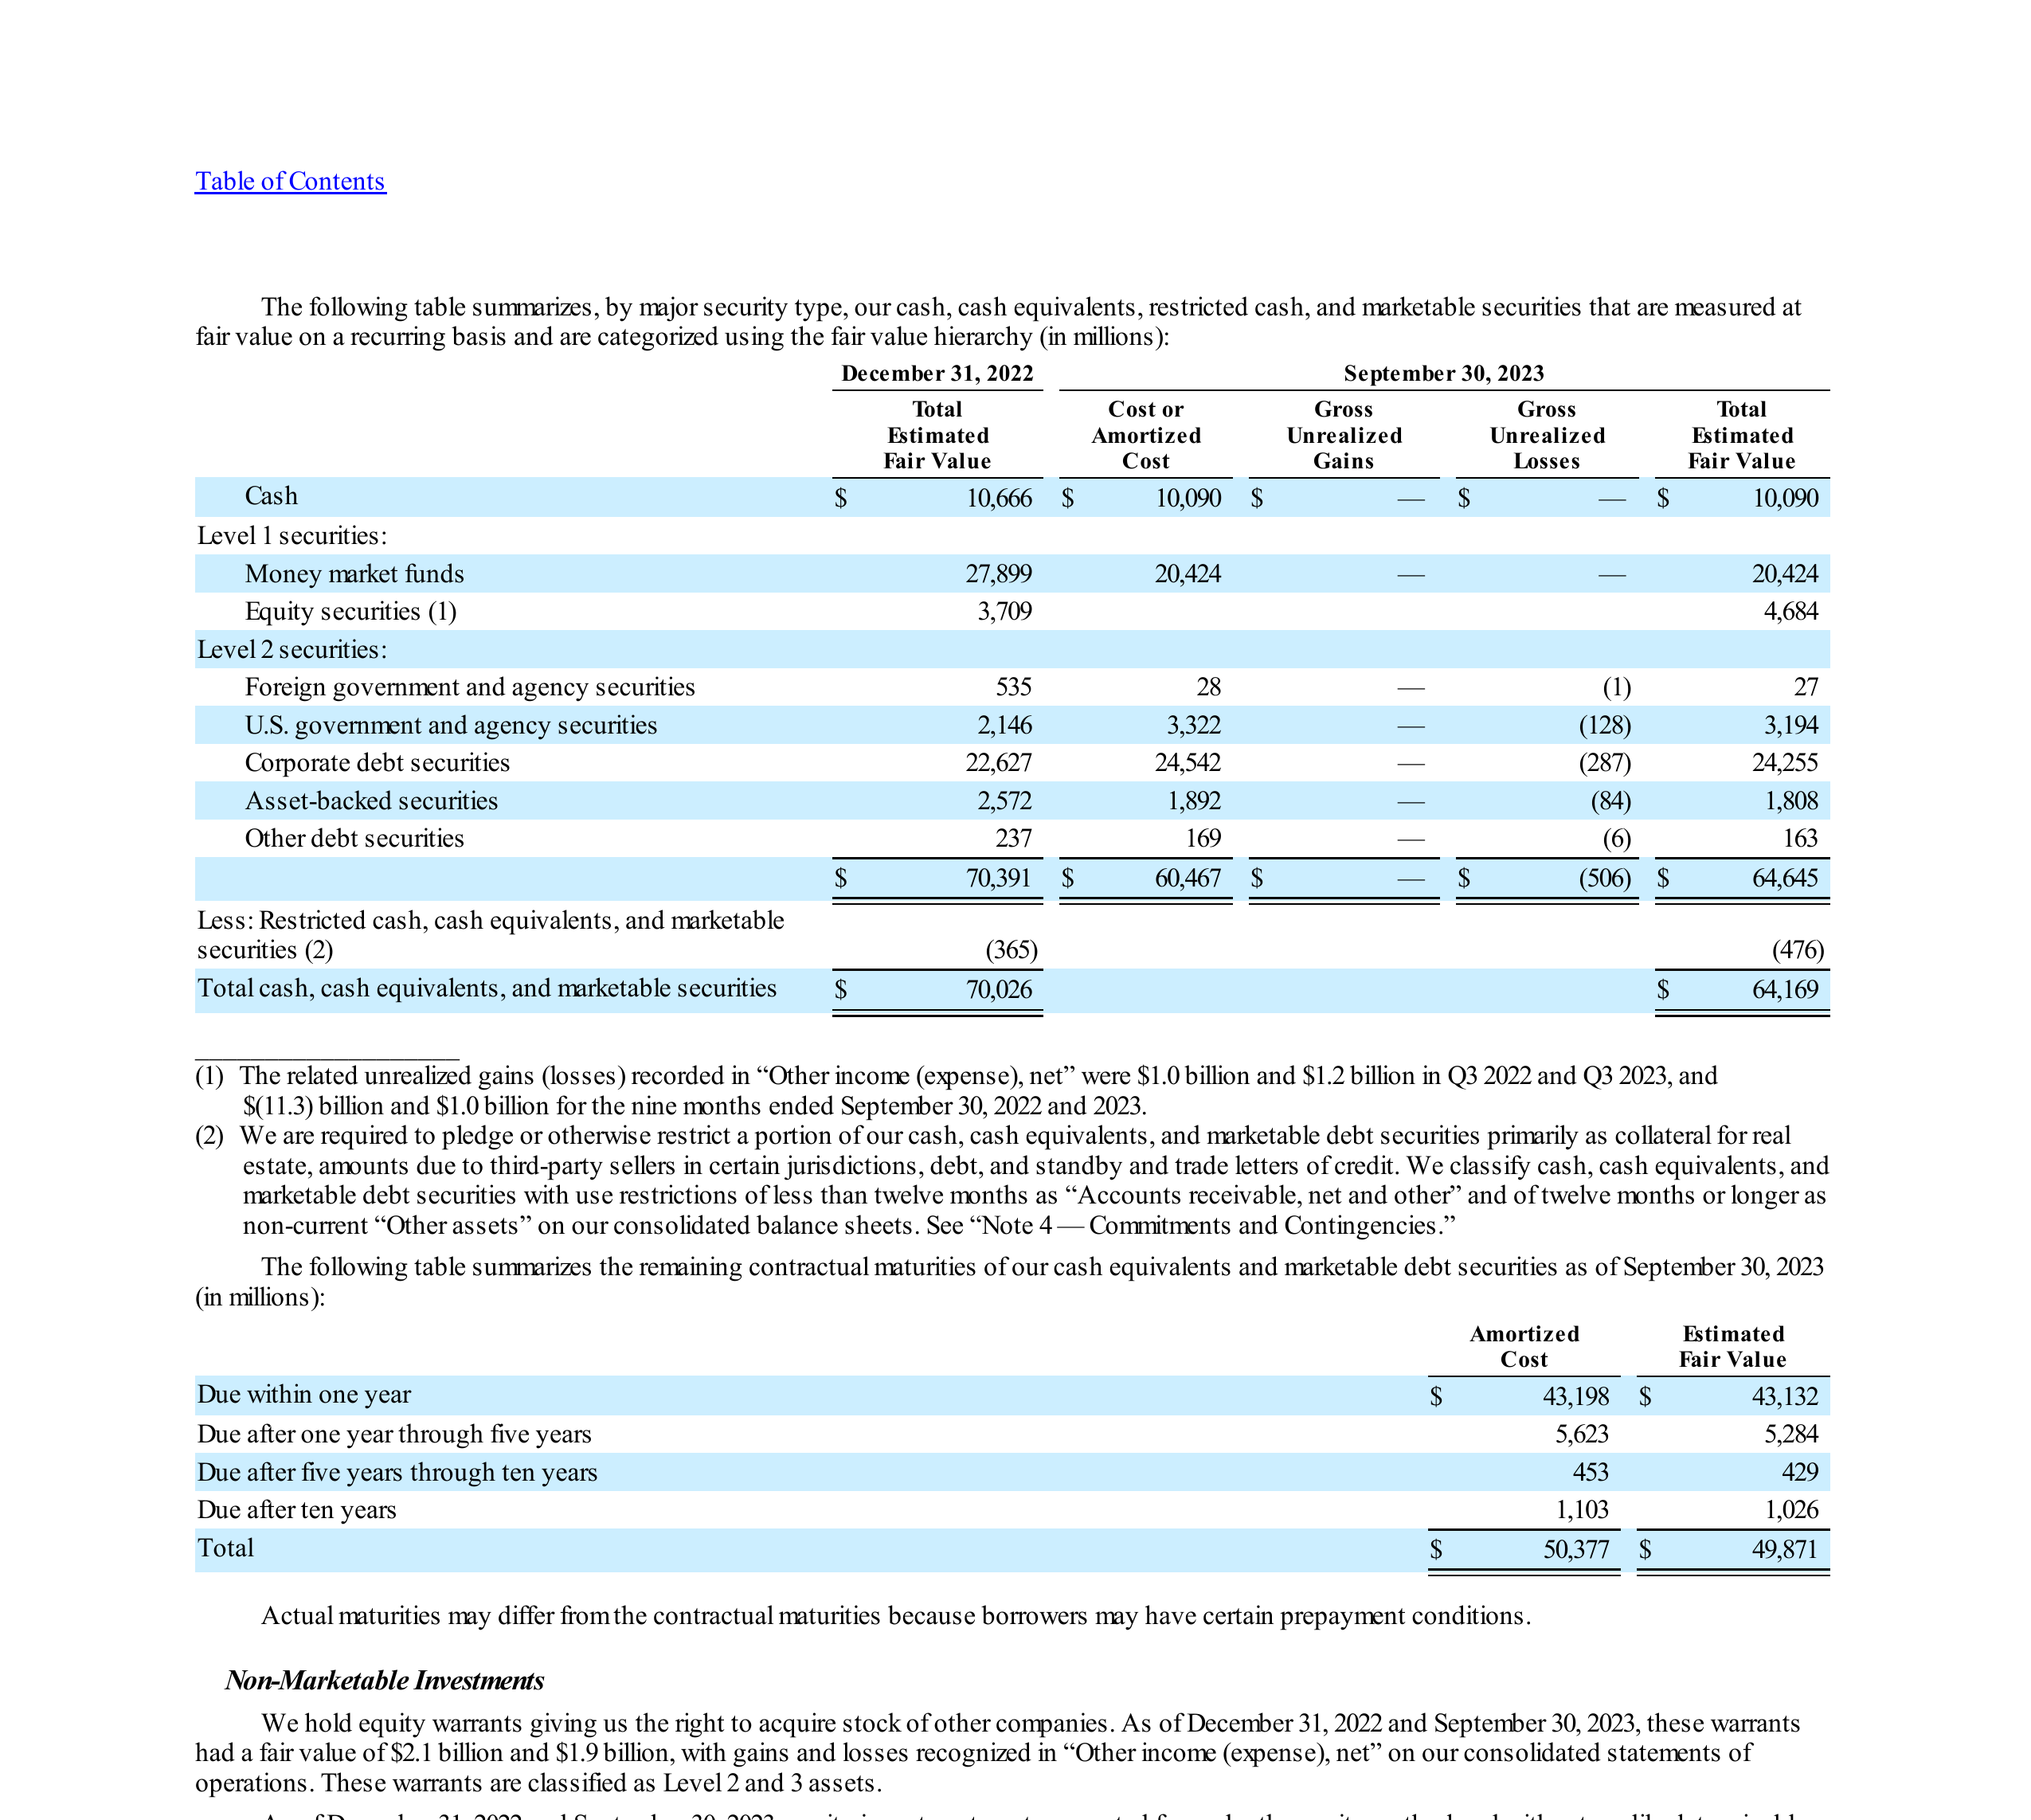 Table of Contents
The following table summarizes, by major security type, our cash, cash equivalents, restricted cash, and marketable securities that are measured at
fair value on a recurring basis and are categorized using the fair value hierarchy (in millions):
December 31, 2022 September 30, 2023
Total Cost or Gross Gross Total
Estimated Amortized Unrealized Unrealized Estimated
Fair Value Cost Gains Losses Fair Value
Cash $ 10,666 $ 10,090 $ — $ — $ 10,090
Level 1 securities:
Money market funds 27,899 20,424 — — 20,424
Equity securities (1) 3,709 4,684
Level 2 securities:
Foreign government and agency securities 535 28 — (1) 27
U.S. government and agency securities 2,146 3,322 — (128) 3,194
Corporate debt securities 22,627 24,542 — (287) 24,255
Asset-backed securities 2,572 1,892 — (84) 1,808
Other debt securities 237 169 — (6) 163
$ 70,391 $ 60,467 $ — $ (506) $ 64,645
Less: Restricted cash, cash equivalents, and marketable
securities (2) (365) (476)
Total cash, cash equivalents, and marketable securities $ 70,026 $ 64,169
(1) The related unrealized gains (losses) recorded in “Other income (expense), net” were $1.0 billion and $1.2 billion in Q3 2022 and Q3 2023, and
$(11.3) billion and $1.0 billion for the nine months ended September 30, 2022 and 2023.
(2) We are required to pledge or otherwise restrict a portion of our cash, cash equivalents, and marketable debt securities primarily as collateral for real
estate, amounts due to third-party sellers in certain jurisdictions, debt, and standby and trade letters of credit. We classify cash, cash equivalents, and
marketable debt securities with use restrictions of less than twelve months as “Accounts receivable, net and other” and of twelve months or longer as
non-current “Other assets” on our consolidated balance sheets. See “Note 4 — Commitments and Contingencies.”
The following table summarizes the remaining contractual maturities of our cash equivalents and marketable debt securities as of September 30, 2023
(in millions):
Amortized Estimated
Cost Fair Value
Due within one year $ 43,198 $ 43,132
Due after one year through five years 5,623 5,284
Due after five years through ten years 453 429
Due after ten years 1,103 1,026
Total $ 50,377 $ 49,871
Actual maturities may differ from the contractual maturities because borrowers may have certain prepayment conditions.
Non-Marketable Investments
We hold equity warrants giving us the right to acquire stock of other companies. As of December 31, 2022 and September 30, 2023, these warrants
had a fair value of $2.1 billion and $1.9 billion, with gains and losses recognized in “Other income (expense), net” on our consolidated statements of
operations. These warrants are classified as Level 2 and 3 assets.